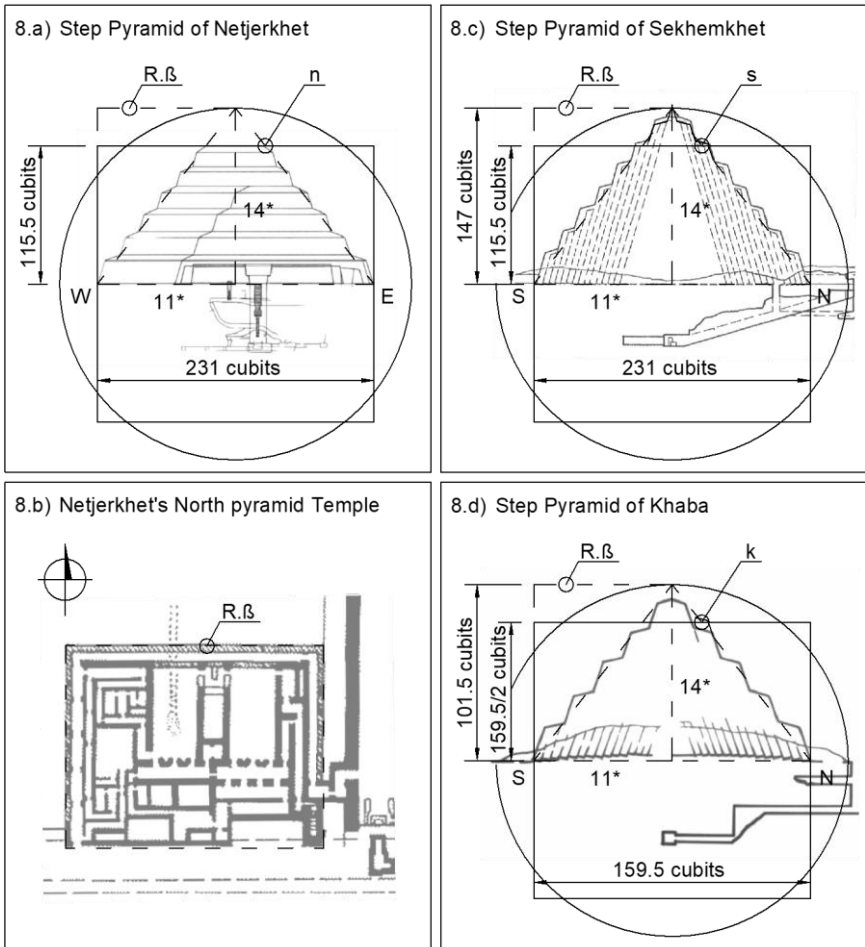 8.a) Step Pyramid of Netjerkhet
R.ß
n
115.5 cubits
14*
W
11*
E
231 cubits
8.c) Step Pyramid of Sekhemkhet
R.ß
s
147 cubits
115.5 cubits
14*
S
11*
N
231 cubits
8.b) Netjerkhet's North pyramid Temple
R.ß
8.d) Step Pyramid of Khaba
R.ß
k
101.5 cubits
159.5/2 cubits
14*
S
11*
N
159.5 cubits